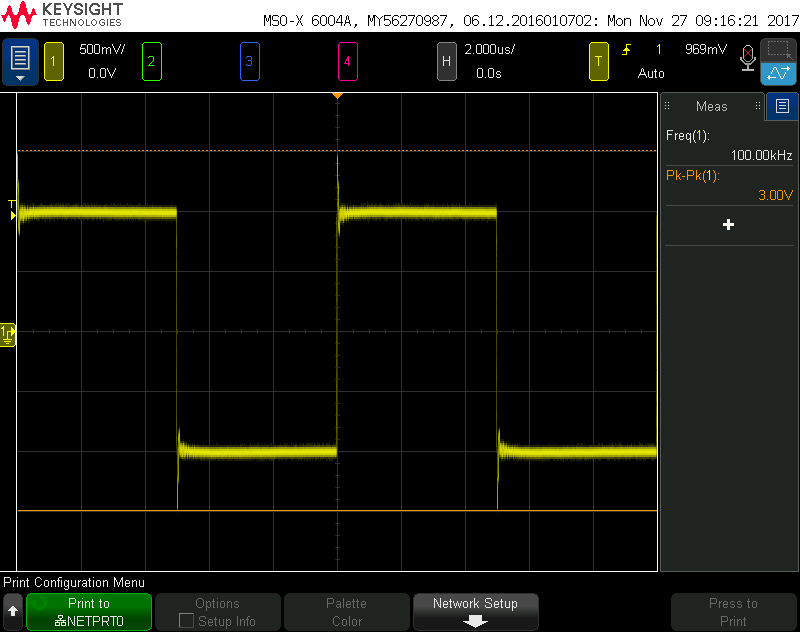 KEYSIGHT
TECHNOLOGIES
MSO-X 6004A, MY56270987, 06.12.2016010702: Mon Nov 27 09:16:21 2017
1 500mV/ 2 3 4 H 2.000us/ T 1 969mV
0.0V 0.0s Auto
Meas
Freq(1):
100.00kHz
Pk-Pk(1):
3.00V
+
T
1
Print Configuration Menu
Print to
NETPRT0
Options
Setup Info
Palette
Color
Network Setup
Press to
Print